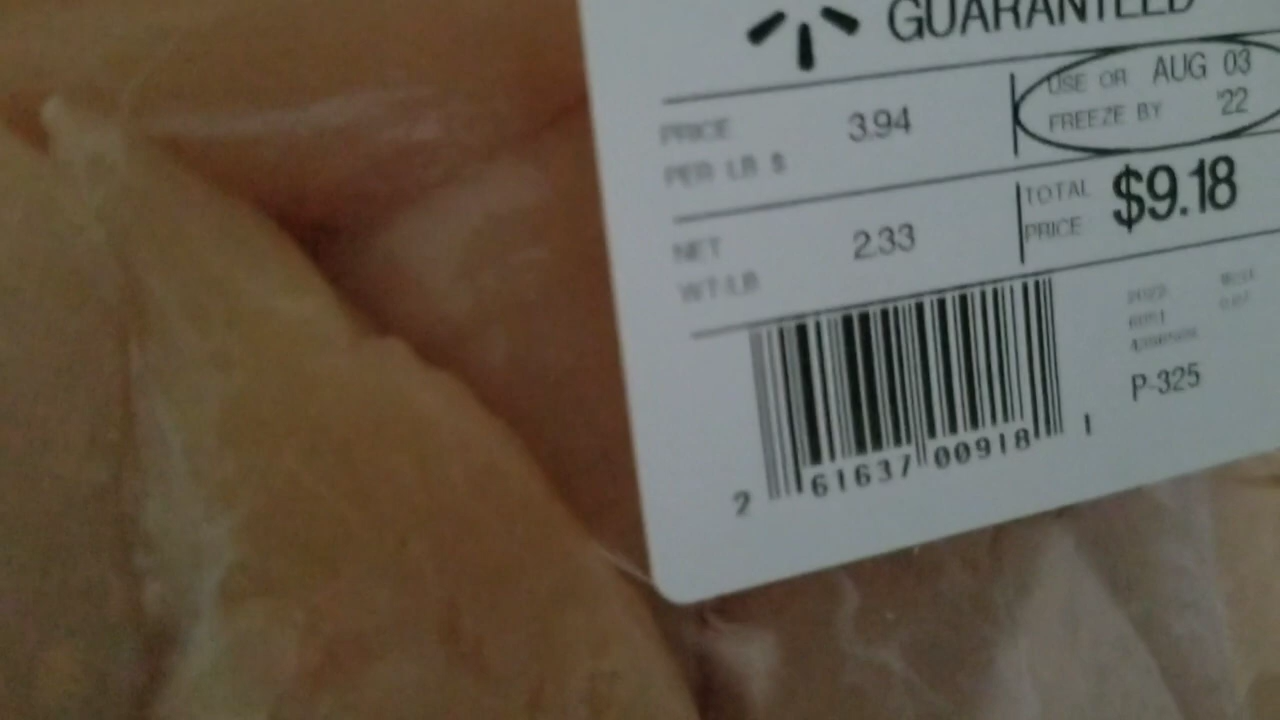 GUARANTEED
PRICE
PER LB $
3.94
USE OR
FREEZE BY
AUG 03
'22
NET
WT-LB
2.33
TOTAL
PRICE
$9.18
P-325
2 61637 00918 1